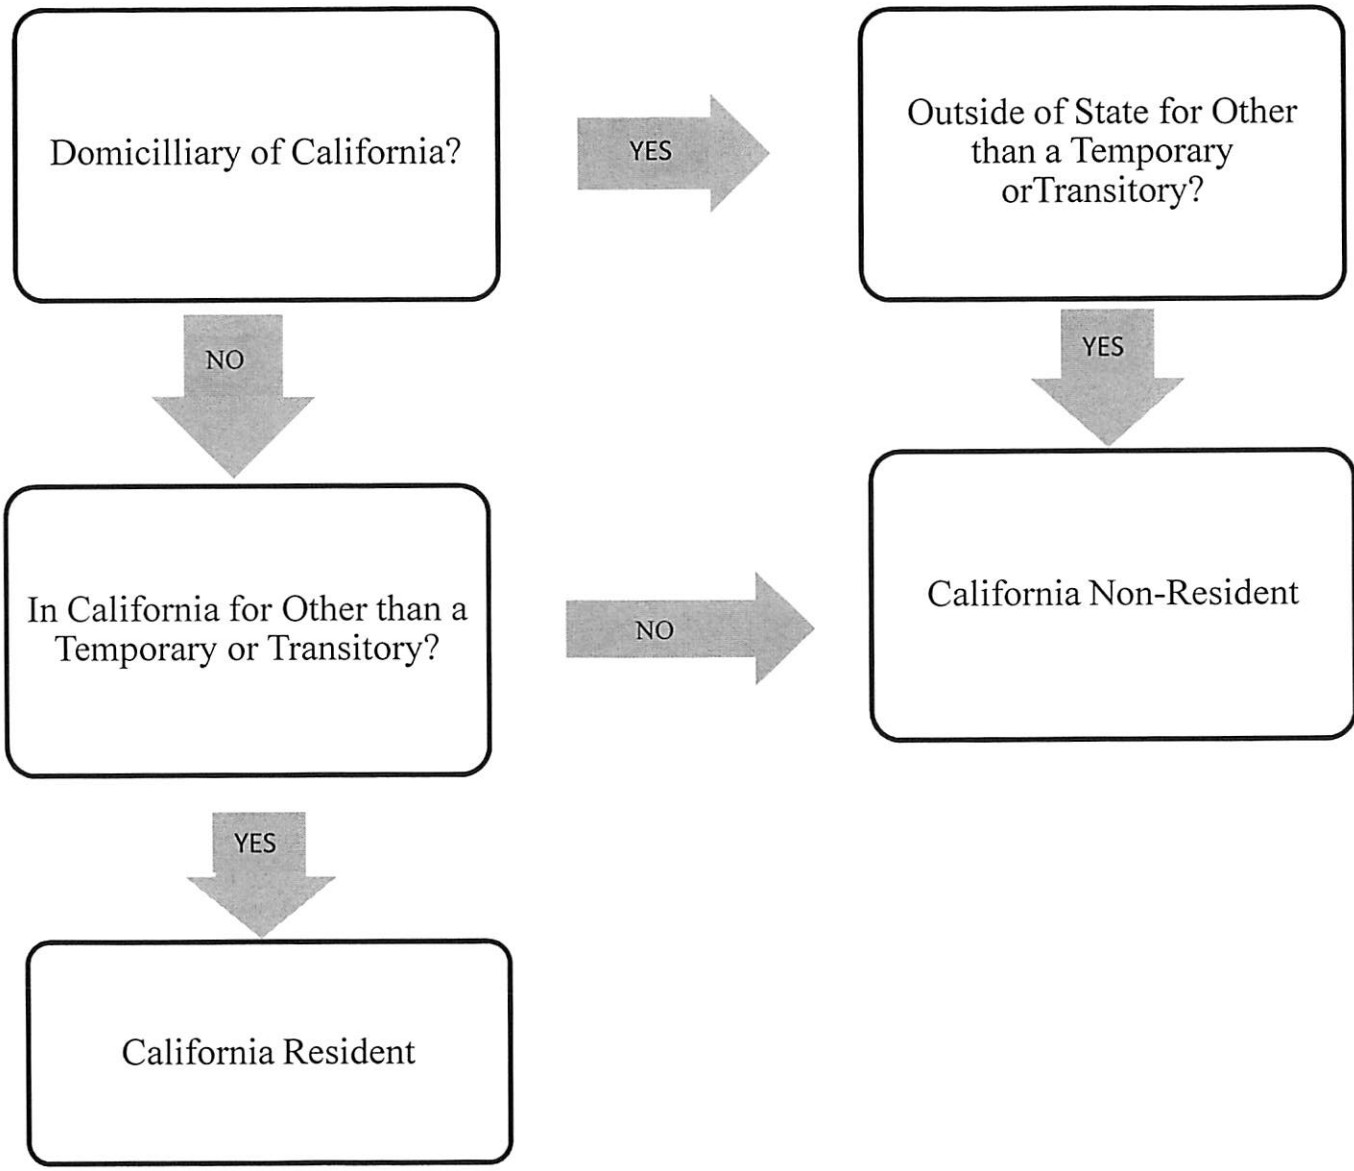 Domicilliary of California?
YES
Outside of State for Other
than a Temporary
orTransitory?
NO
YES
In California for Other than a
Temporary or Transitory?
NO
California Non-Resident
YES
California Resident